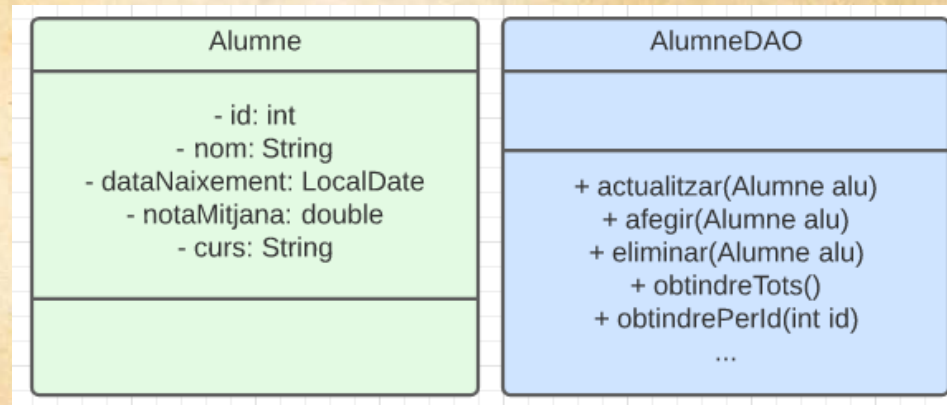 Alumne
- id: int
- nom: String
- dataNaixement: LocalDate
- notaMitjana: double
- curs: String
AlumneDAO
+ actualitzar(Alumne alu)
+ afegir(Alumne alu)
+ eliminar(Alumne alu)
+ obtindreTots()
+ obtindrePerId(int id)
...